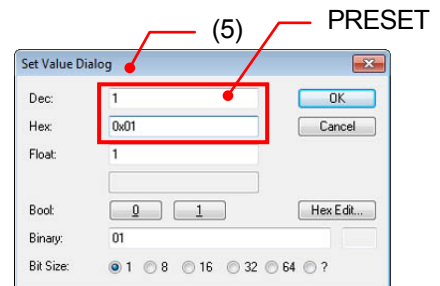 (5) PRESET
Set Value Dialog
Dec: 1 OK
Hex: 0x01 Cancel
Float: 1
Bool: 0 1 Hex Edit...
Binary: 01
Bit Size: 1 8 16 32 64 ?